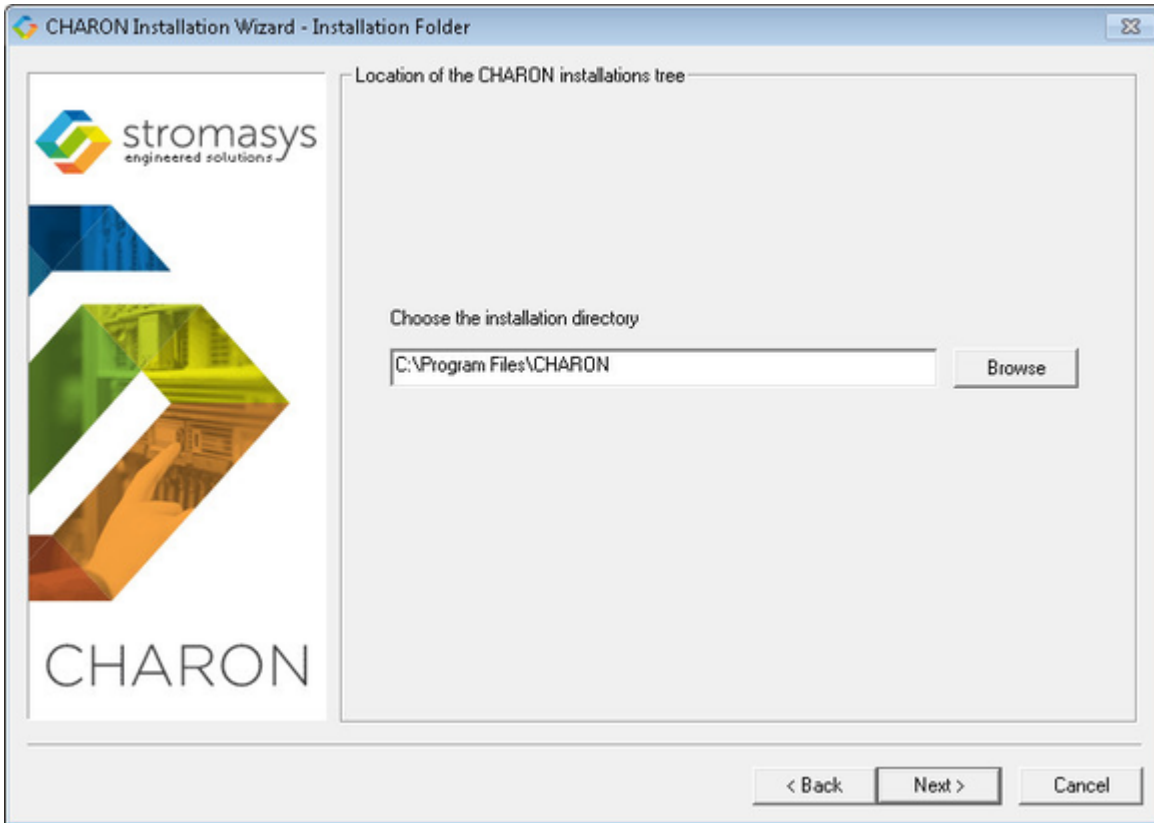 CHARON Installation Wizard - Installation Folder
Location of the CHARON installations tree
stromasys
engineered solutions
Choose the installation directory
C:\Program Files\CHARON
Browse
CHARON
< Back
Next >
Cancel